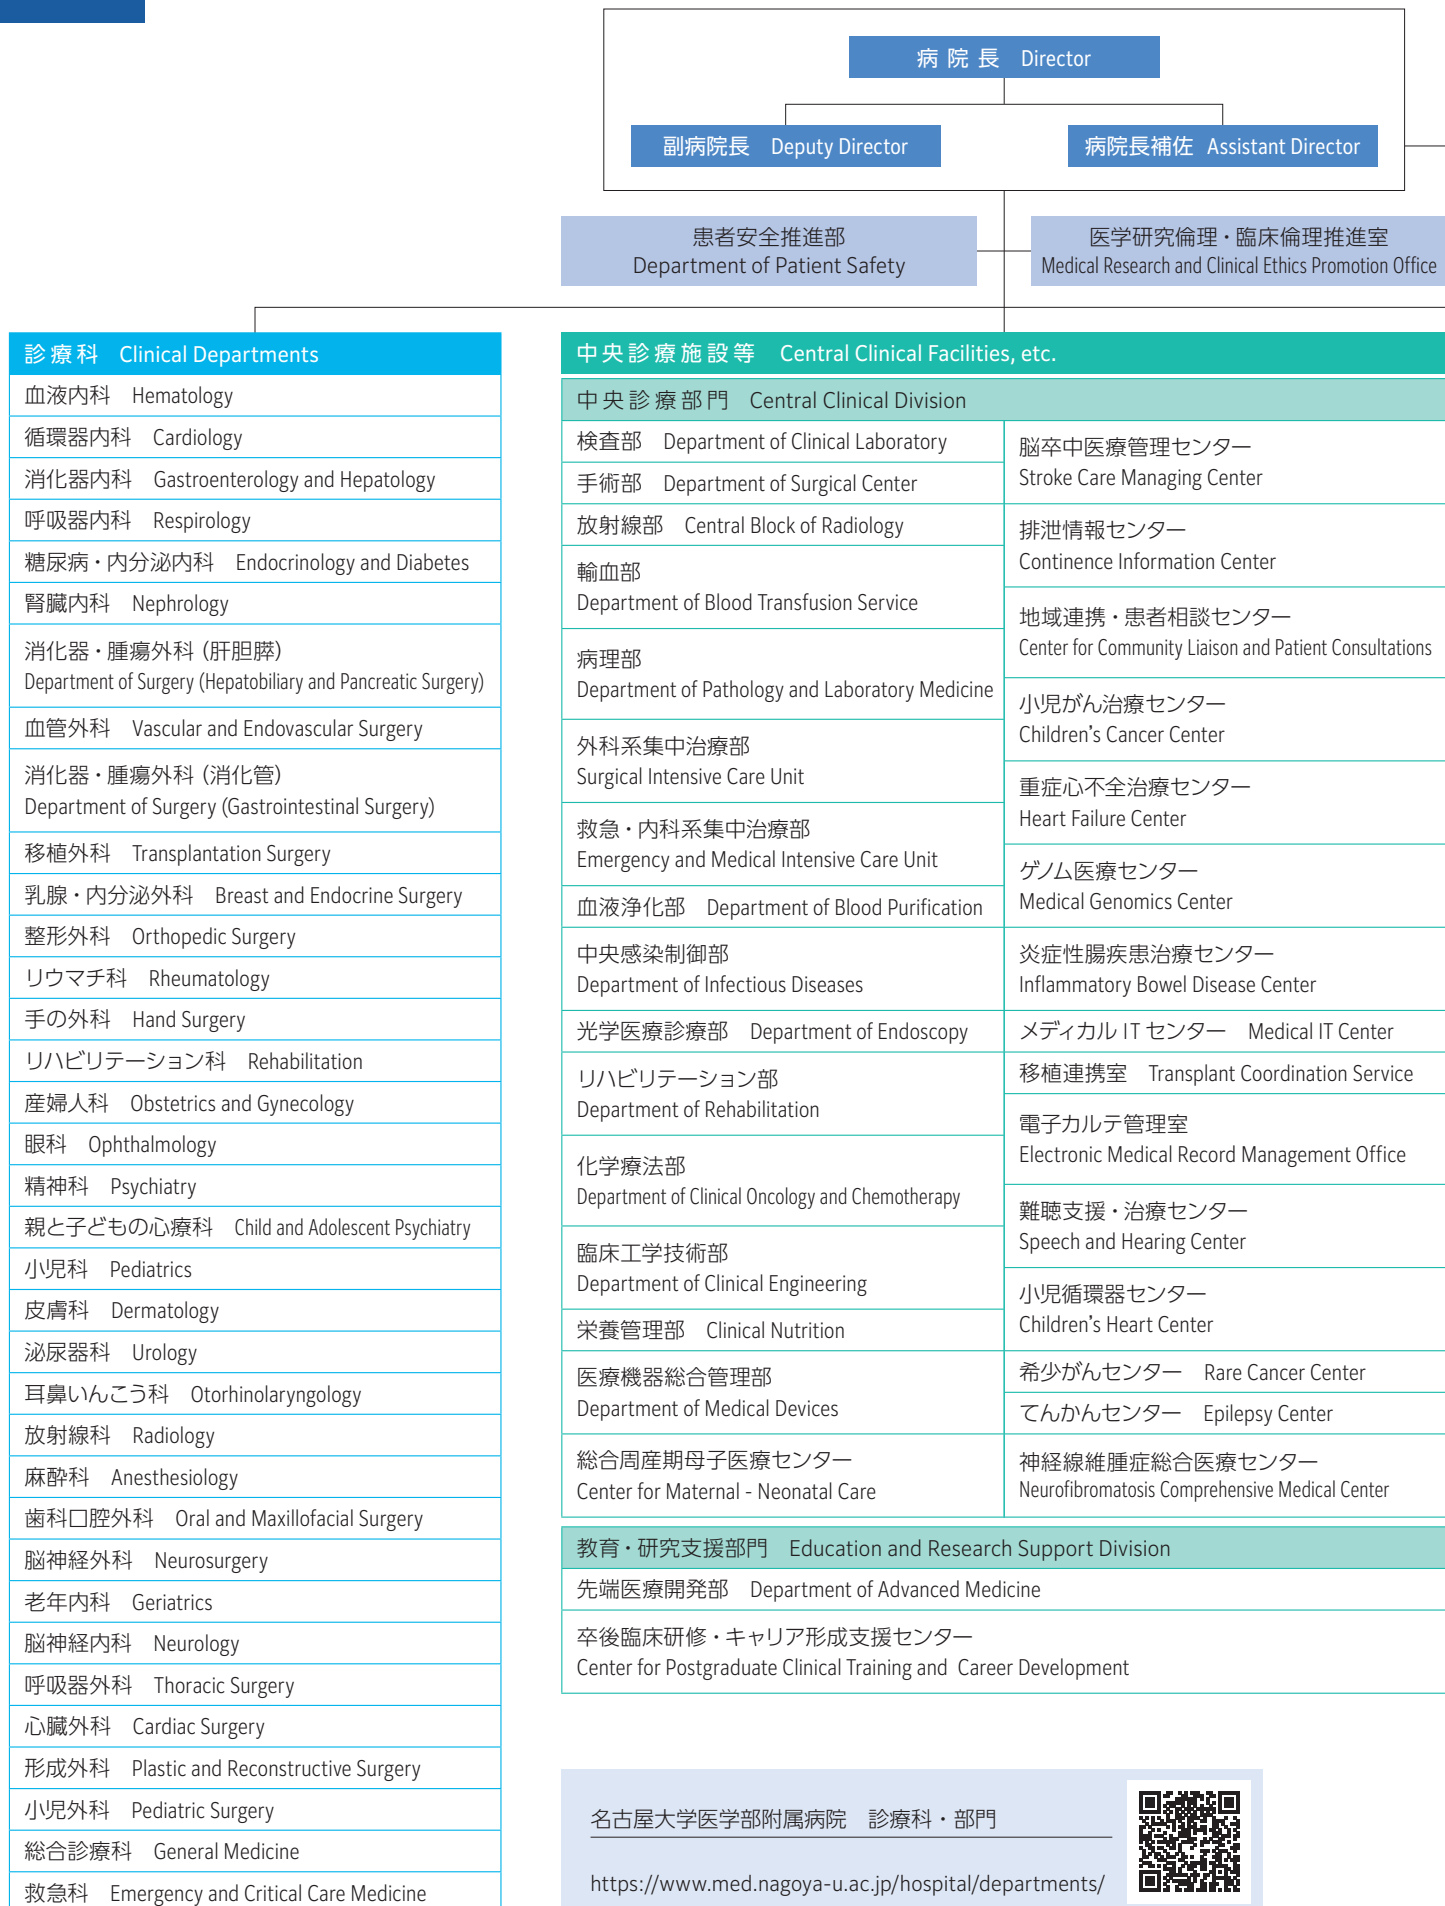 病院長 Director
副病院長 Deputy Director
病院長補佐 Assistant Director
患者安全推進部
Department of Patient Safety
医学研究倫理・臨床倫理推進室
Medical Research and Clinical Ethics Promotion Office
診療科 Clinical Departments
血液内科 Hematology
循環器内科 Cardiology
消化器内科 Gastroenterology and Hepatology
呼吸器内科 Respirology
糖尿病・内分泌内科 Endocrinology and Diabetes
腎臓内科 Nephrology
消化器・腫瘍外科（肝胆膵）
Department of Surgery (Hepatobiliary and Pancreatic Surgery)
血管外科 Vascular and Endovascular Surgery
消化器・腫瘍外科（消化管）
Department of Surgery (Gastrointestinal Surgery)
移植外科 Transplantation Surgery
乳腺・内分泌外科 Breast and Endocrine Surgery
整形外科 Orthopedic Surgery
リウマチ科 Rheumatology
手の外科 Hand Surgery
リハビリテーション科 Rehabilitation
産婦人科 Obstetrics and Gynecology
眼科 Ophthalmology
精神科 Psychiatry
親と子どもの心療科 Child and Adolescent Psychiatry
小児科 Pediatrics
皮膚科 Dermatology
泌尿器科 Urology
耳鼻いんこう科 Otorhinolaryngology
放射線科 Radiology
麻酔科 Anesthesiology
歯科口腔外科 Oral and Maxillofacial Surgery
脳神経外科 Neurosurgery
老年内科 Geriatrics
脳神経内科 Neurology
呼吸器外科 Thoracic Surgery
心臓外科 Cardiac Surgery
形成外科 Plastic and Reconstructive Surgery
小児外科 Pediatric Surgery
総合診療科 General Medicine
救急科 Emergency and Critical Care Medicine
中央診療施設等 Central Clinical Facilities, etc.
中央診療部門 Central Clinical Division
検査部 Department of Clinical Laboratory
手術部 Department of Surgical Center
放射線部 Central Block of Radiology
輸血部
Department of Blood Transfusion Service
病理部
Department of Pathology and Laboratory Medicine
外科系集中治療部
Surgical Intensive Care Unit
救急・内科系集中治療部
Emergency and Medical Intensive Care Unit
血液浄化部 Department of Blood Purification
中央感染制御部
Department of Infectious Diseases
光学医療診療部 Department of Endoscopy
リハビリテーション部
Department of Rehabilitation
化学療法部
Department of Clinical Oncology and Chemotherapy
臨床工学技術部
Department of Clinical Engineering
栄養管理部 Clinical Nutrition
医療機器総合管理部
Department of Medical Devices
総合周産期母子医療センター
Center for Maternal - Neonatal Care
脳卒中医療管理センター
Stroke Care Managing Center
排泄情報センター
Continence Information Center
地域連携・患者相談センター
Center for Community Liaison and Patient Consultations
小児がん治療センター
Children's Cancer Center
重症心不全治療センター
Heart Failure Center
ゲノム医療センター
Medical Genomics Center
炎症性腸疾患治療センター
Inflammatory Bowel Disease Center
メディカル IT センター Medical IT Center
移植連携室 Transplant Coordination Service
電子カルテ管理室
Electronic Medical Record Management Office
難聴支援・治療センター
Speech and Hearing Center
小児循環器センター
Children's Heart Center
希少がんセンター Rare Cancer Center
てんかんセンター Epilepsy Center
神経線維腫症総合医療センター
Neurofibromatosis Comprehensive Medical Center
教育・研究支援部門 Education and Research Support Division
先端医療開発部 Department of Advanced Medicine
卒後臨床研修・キャリア形成支援センター
Center for Postgraduate Clinical Training and Career Development
名古屋大学医学部附属病院 診療科・部門
https://www.med.nagoya-u.ac.jp/hospital/departments/